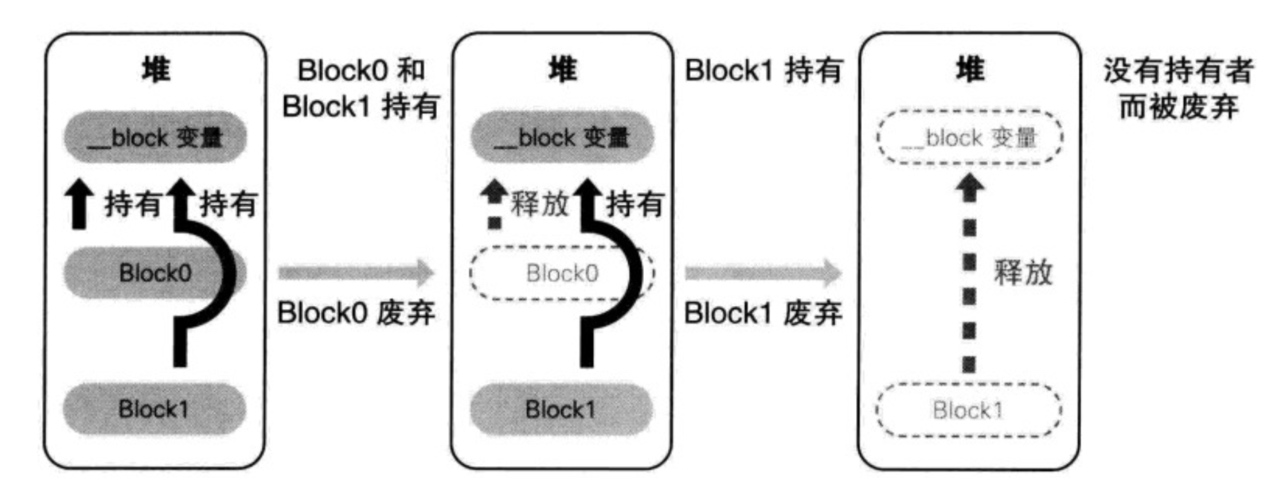 堆
__block 变量
持有
持有
Block0
Block1
Block0 和
Block1 持有
Block0 废弃
堆
__block 变量
释放
持有
Block0
Block1
Block1 持有
Block1 废弃
堆
__block 变量
释放
Block1
没有持有者
而被废弃